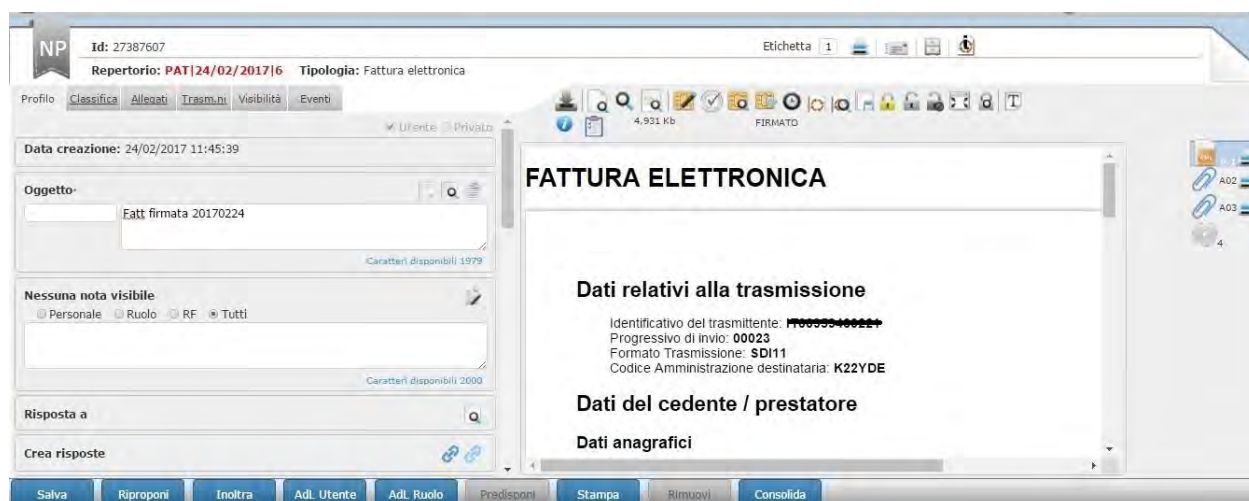 NP
Id: 27387607
Etichetta 1
Repertorio: PAT|24/02/2017|6 Tipologia: Fattura elettronica
Profilo Classifica Allegati Trasm.ni Visibilità Eventi
4,931 Kb
FIRMATO
Utente Privato
Data creazione: 24/02/2017 11:45:39
Oggetto*
Fatt firmata 20170224
Caratteri disponibili 1979
Nessuna nota visibile
Personale Ruolo RF Tutti
Caratteri disponibili 2000
Risposta a
Crea risposte
FATTURA ELETTRONICA
Dati relativi alla trasmissione
Identificativo del trasmittente:
Progressivo di invio: 00023
Formato Trasmissione: SDI11
Codice Amministrazione destinataria: K22YDE
Dati del cedente / prestatore
Dati anagrafici
A02
A03
4
Salva Riproponi Inoltra AdL Utente AdL Ruolo Predisponi Stampa Rimuovi Consolida